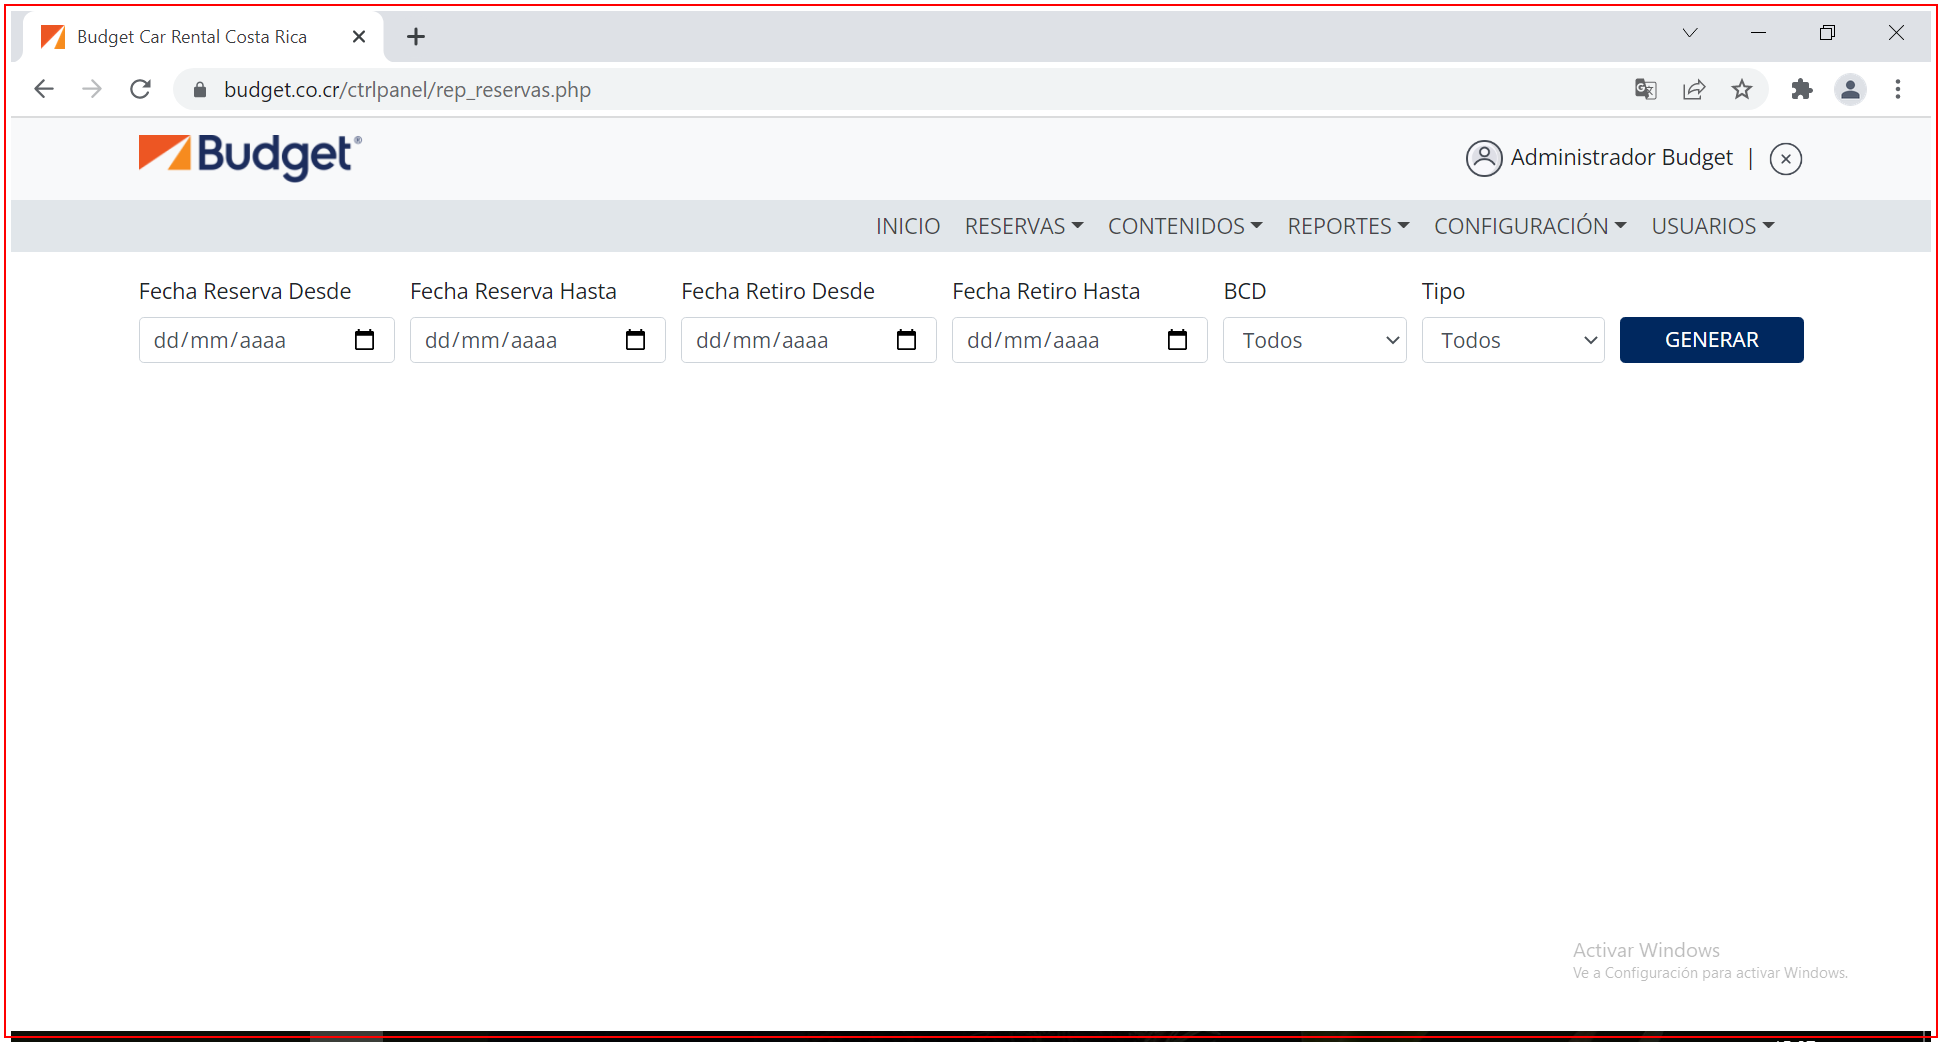 Budget Car Rental Costa Rica
budget.co.cr/ctrlpanel/rep_reservas.php
Budget®
Administrador Budget |
INICIO RESERVAS CONTENIDOS REPORTES CONFIGURACIÓN USUARIOS
Fecha Reserva Desde Fecha Reserva Hasta Fecha Retiro Desde Fecha Retiro Hasta BCD Tipo
dd/mm/aaaa dd/mm/aaaa dd/mm/aaaa dd/mm/aaaa Todos Todos GENERAR
Activar Windows
Ve a Configuración para activar Windows.